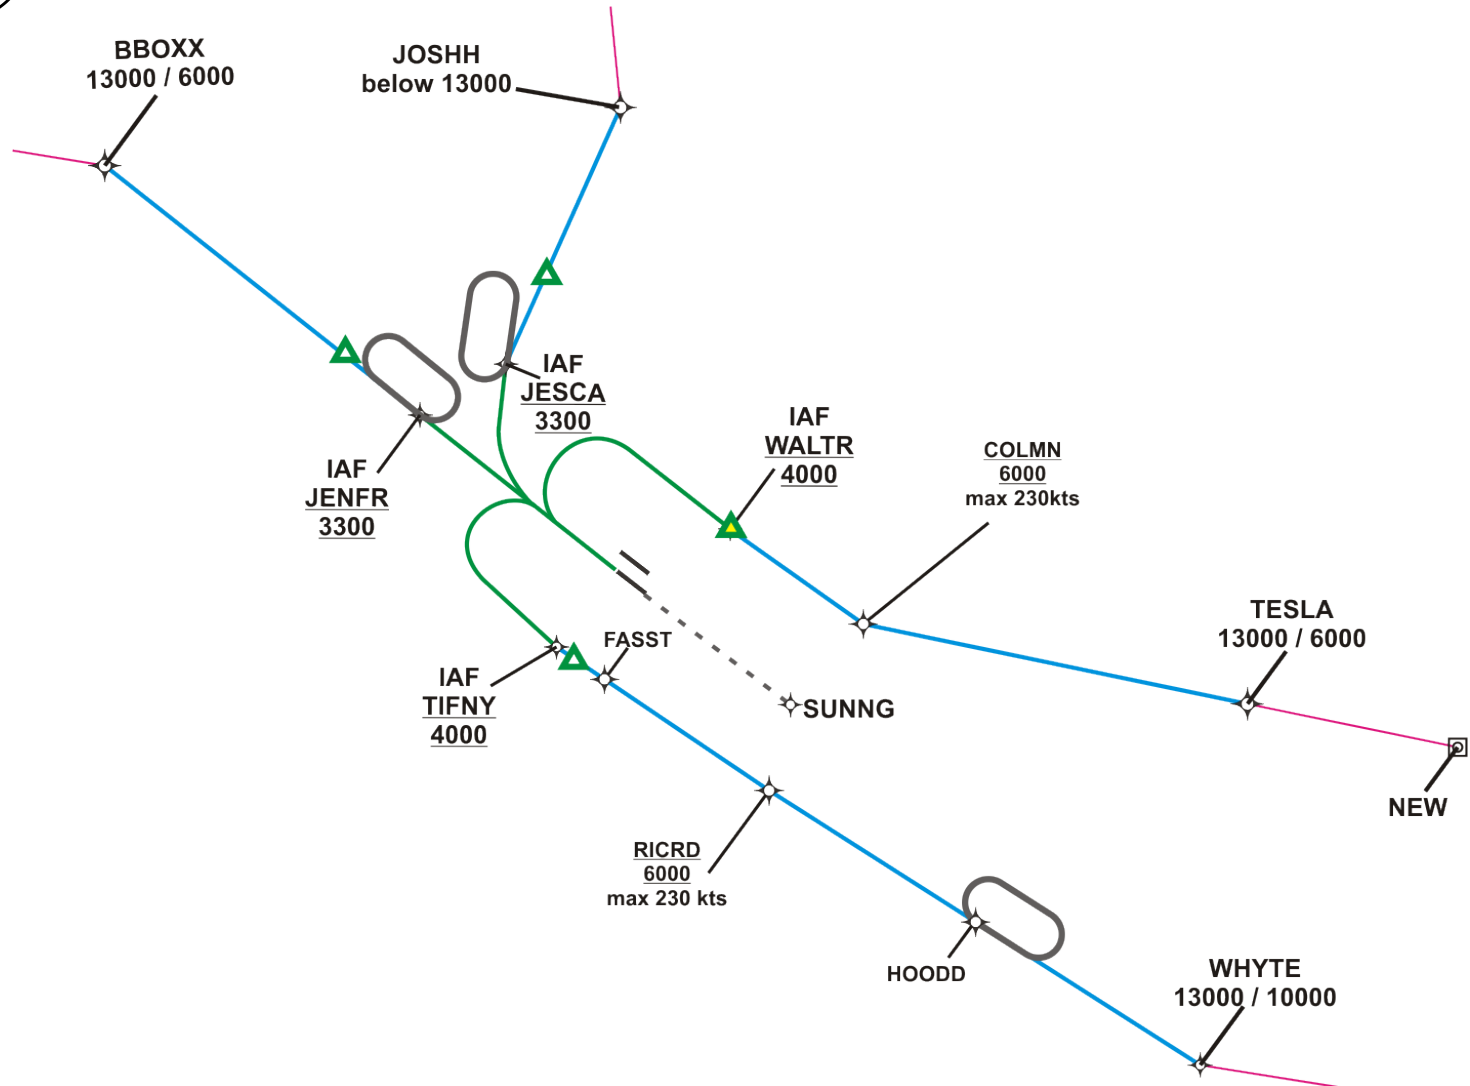 BBOXX
13000 / 6000
JOSHH
below 13000
IAF
JESCA
3300
IAF
JENFR
3300
IAF
WALTR
4000
COLMN
6000
max 230kts
TESLA
13000 / 6000
FASST
IAF
TIFNY
4000
SUNNG
NEW
RICRD
6000
max 230 kts
HOODD
WHYTE
13000 / 10000